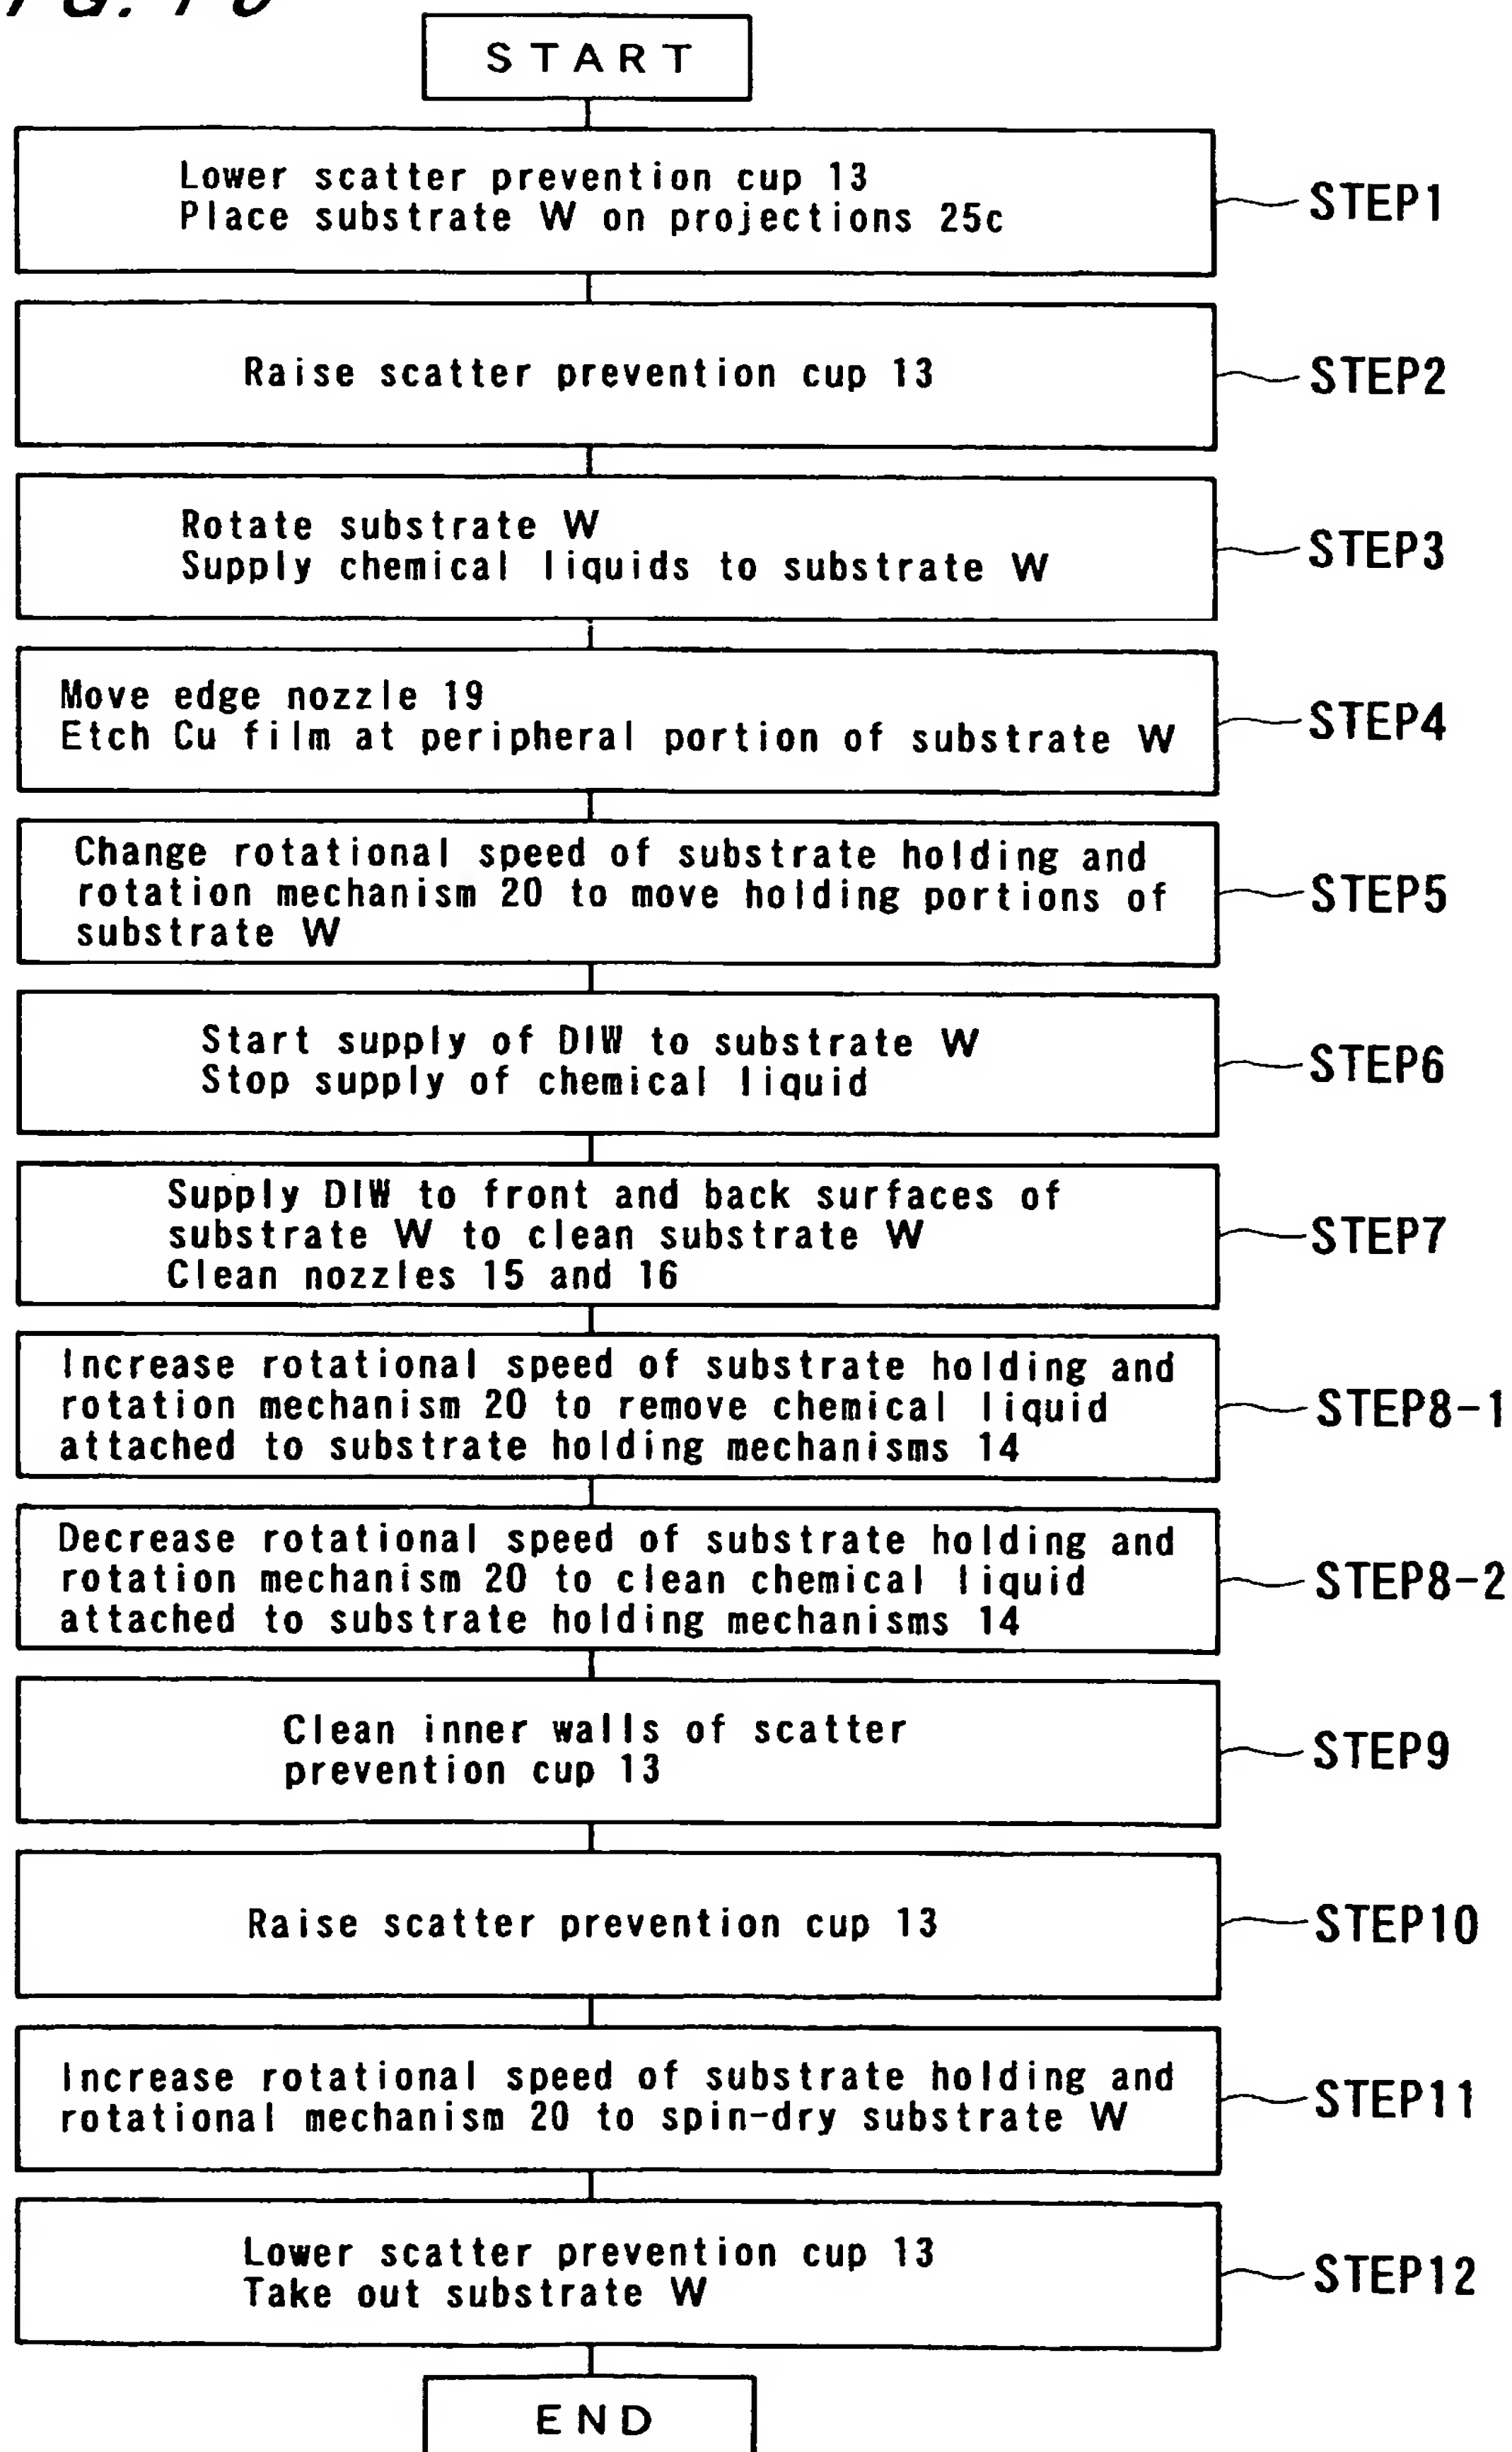 START
Lower scatter prevention cup 13
Place substrate W on projections 25c
STEP1
Raise scatter prevention cup 13
STEP2
Rotate substrate W
Supply chemical liquids to substrate W
STEP3
Move edge nozzle 19
Etch Cu film at peripheral portion of substrate W
STEP4
Change rotational speed of substrate holding and
rotation mechanism 20 to move holding portions of
substrate W
STEP5
Start supply of DIW to substrate W
Stop supply of chemical liquid
STEP6
Supply DIW to front and back surfaces of
substrate W to clean substrate W
Clean nozzles 15 and 16
STEP7
Increase rotational speed of substrate holding and
rotation mechanism 20 to remove chemical liquid
attached to substrate holding mechanisms 14
STEP8-1
Decrease rotational speed of substrate holding and
rotation mechanism 20 to clean chemical liquid
attached to substrate holding mechanisms 14
STEP8-2
Clean inner walls of scatter
prevention cup 13
STEP9
Raise scatter prevention cup 13
STEP10
Increase rotational speed of substrate holding and
rotational mechanism 20 to spin-dry substrate W
STEP11
Lower scatter prevention cup 13
Take out substrate W
STEP12
END